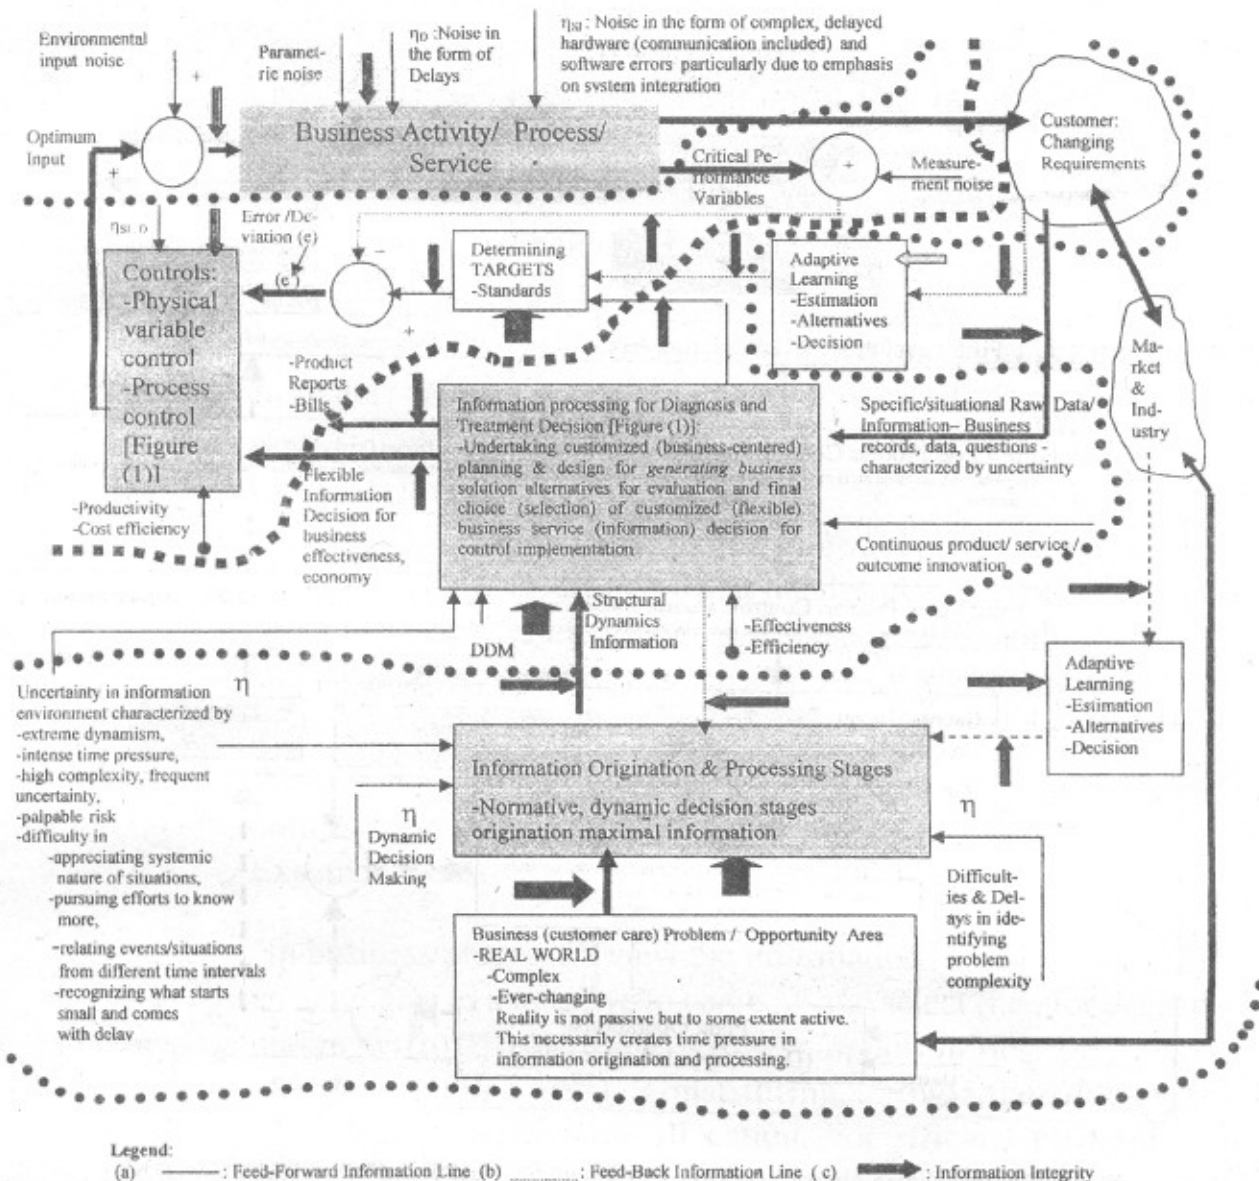 Environmental
input noise
Paramet-
ric noise
η_D :Noise in
the form of
Delays
η_SI : Noise in the form of complex, delayed
hardware (communication included) and
software errors particularly due to emphasis
on system integration
+
Optimum
Input
+
Business Activity/ Process/
Service
Critical Pe-
rformance
Variables
+
Measure-
ment noise
Customer:
Changing
Requirements
η_SI, D
Error /De-
viation (e)
(e)
-
+
Controls:
-Physical
variable
control
-Process
control
[Figure
(1)]
Determining
TARGETS
-Standards
Adaptive
Learning
-Estimation
-Alternatives
-Decision
Ma-
rket
&
Ind-
ustry
-Product
Reports
-Bills
Information processing for Diagnosis and
Treatment Decision [Figure (1)]:
-Undertaking customized (business-centered)
planning & design for generating business
solution alternatives for evaluation and final
choice (selection) of customized (flexible)
business service (information) decision for
control implementation
Specific/situational Raw Data/
Information– Business
records, data, questions -
characterized by uncertainty
Flexible
Information
Decision for
business
effectiveness,
economy
-Productivity
-Cost efficiency
Continuous product/ service /
outcome innovation
DDM
Structural
Dynamics
Information
-Effectiveness
-Efficiency
η
Uncertainty in information
environment characterized by
-extreme dynamism,
-intense time pressure,
-high complexity, frequent
uncertainty,
-palpable risk
-difficulty in
-appreciating systemic
nature of situations,
-pursuing efforts to know
more,
-relating events/situations
from different time intervals
-recognizing what starts
small and comes
with delay
Adaptive
Learning
-Estimation
-Alternatives
-Decision
Information Origination & Processing Stages
-Normative, dynamic decision stages
origination maximal information
η
Dynamic
Decision
Making
η
Difficult-
ies & Del-
ays in ide-
ntifying
problem
complexity
Business (customer care) Problem / Opportunity Area
-REAL WORLD
-Complex
-Ever-changing
Reality is not passive but to some extent active.
This necessarily creates time pressure in
information origination and processing.
Legend:
(a) : Feed-Forward Information Line (b) : Feed-Back Information Line ( c) : Information Integrity